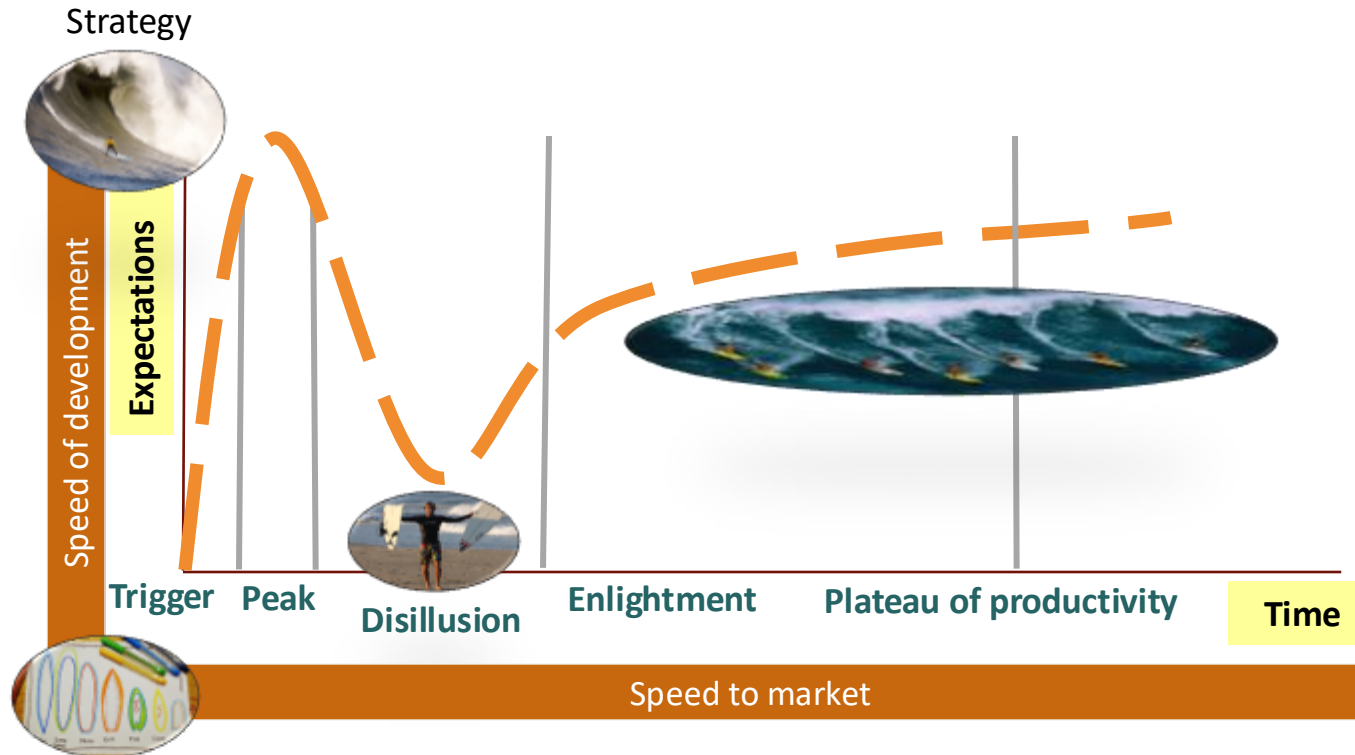 Strategy
Speed of development
Expectations
Trigger
Peak
Disillusion
Enlightment
Plateau of productivity
Time
Speed to market